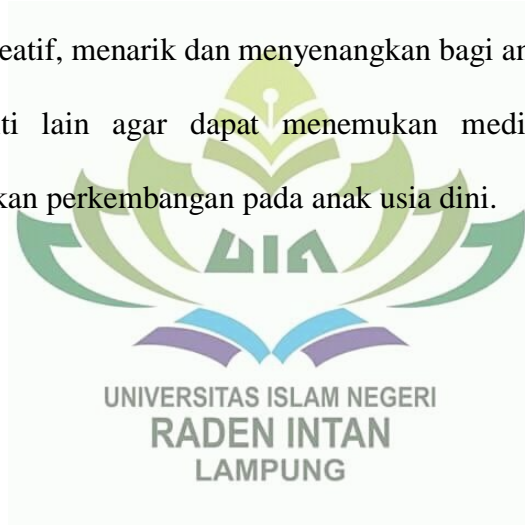 eatif, menarik dan menyenangkan bagi an
ti lain agar dapat menemukan medi
kan perkembangan pada anak usia dini.
UIN
UNIVERSITAS ISLAM NEGERI
RADEN INTAN
LAMPUNG